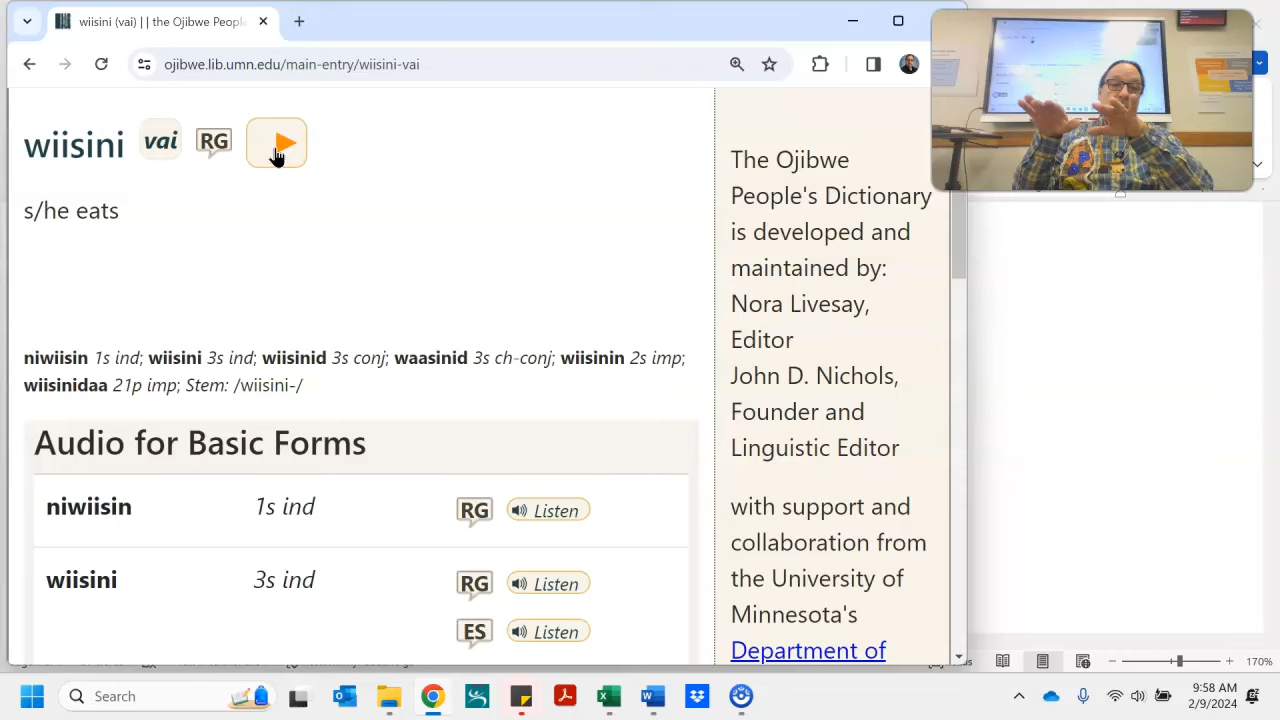 wiisini (vai) | | the Ojibwe People
ojibwe.lib.umn.edu/main-entry/wiisini-vai
wiisini vai RG
s/he eats
niwiisin 1s ind; wiisini 3s ind; wiisinid 3s conj; waasinid 3s ch-conj; wiisinin 2s imp;
wiisinidaa 21p imp; Stem: /wiisini-/
Audio for Basic Forms
niwiisin 1s ind RG Listen
wiisini 3s ind RG Listen
ES Listen
The Ojibwe
People's Dictionary
is developed and
maintained by:
Nora Livesay,
Editor
John D. Nichols,
Founder and
Linguistic Editor
with support and
collaboration from
the University of
Minnesota's
Department of
170%
Search
9:58 AM
2/9/2024